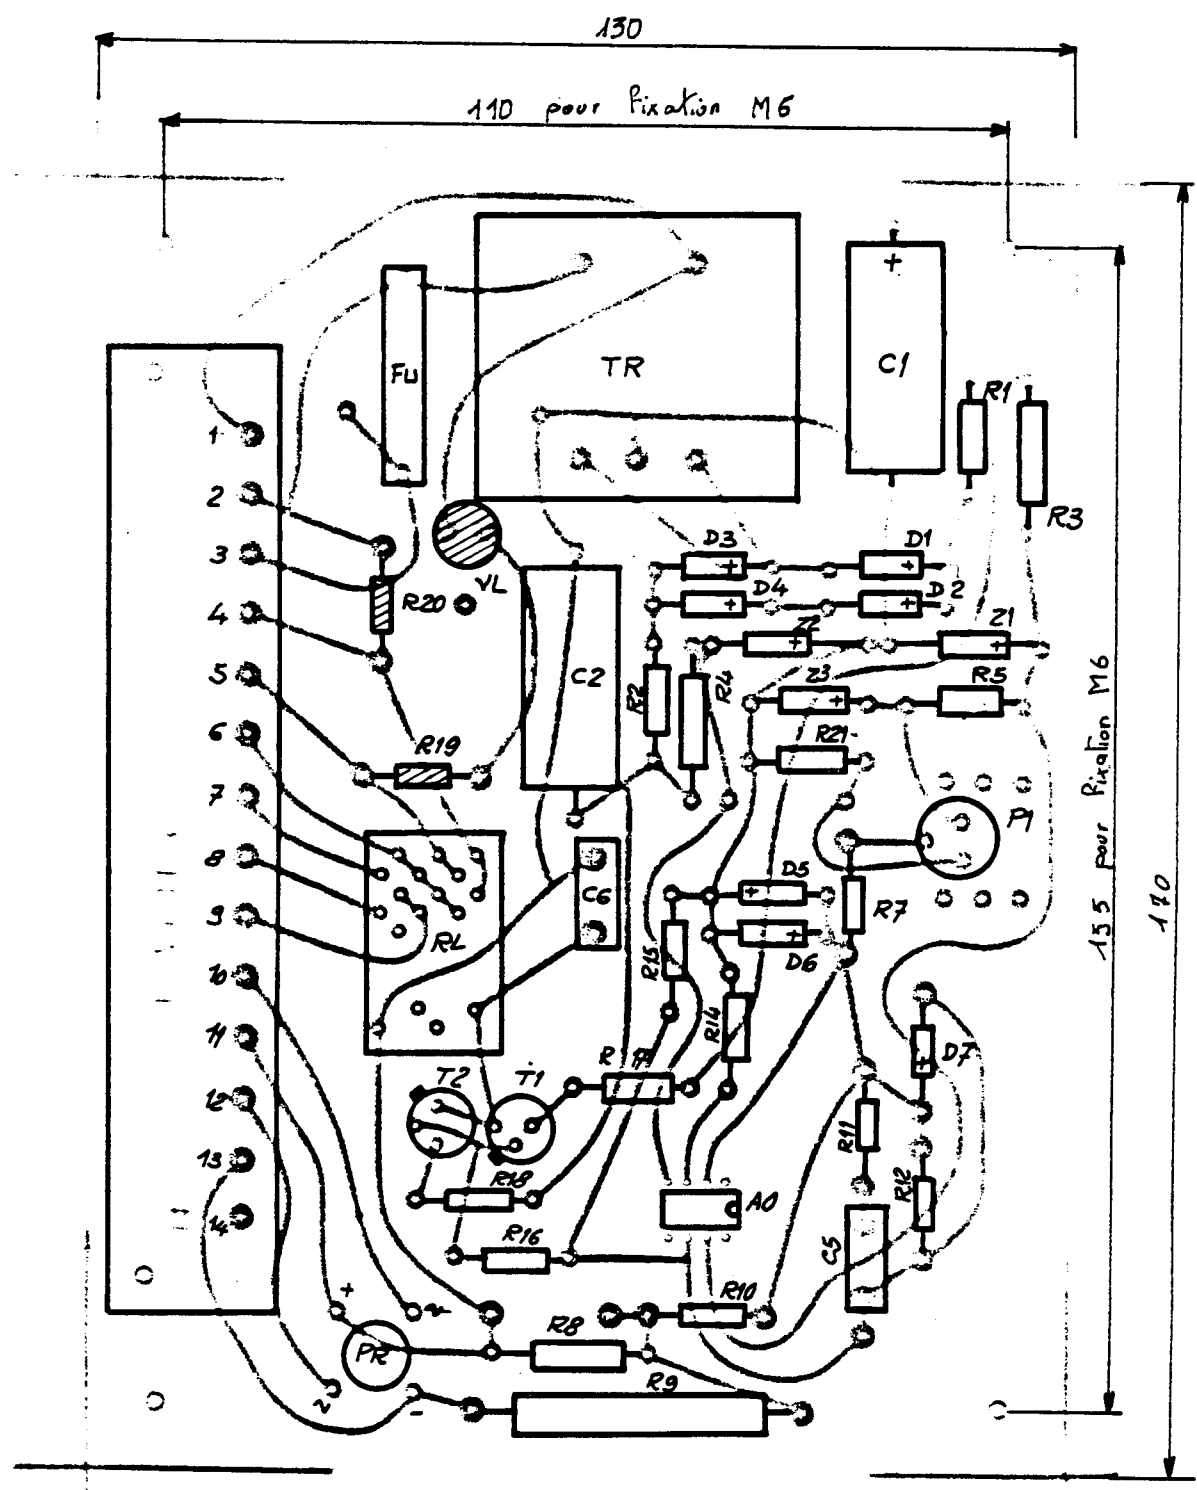 130
110 pour fixation M6
+
TR
C1
Fu
R1
1
2
R3
3
D3
D1
+
+
VL
R20
D4
D2
4
+
+
Z2
Z1
+
+
5
C2
R2
R4
Z3
R5
+
6
R19
R21
7
155 pour fixation M6
170
P1
8
D5
+
C6
R7
9
RL
D6
+
R15
10
R14
11
D7
+
T2
T1
12
R11
13
R18
R12
14
A0
R16
C5
+
~
R10
PR
R8
~
-
R9